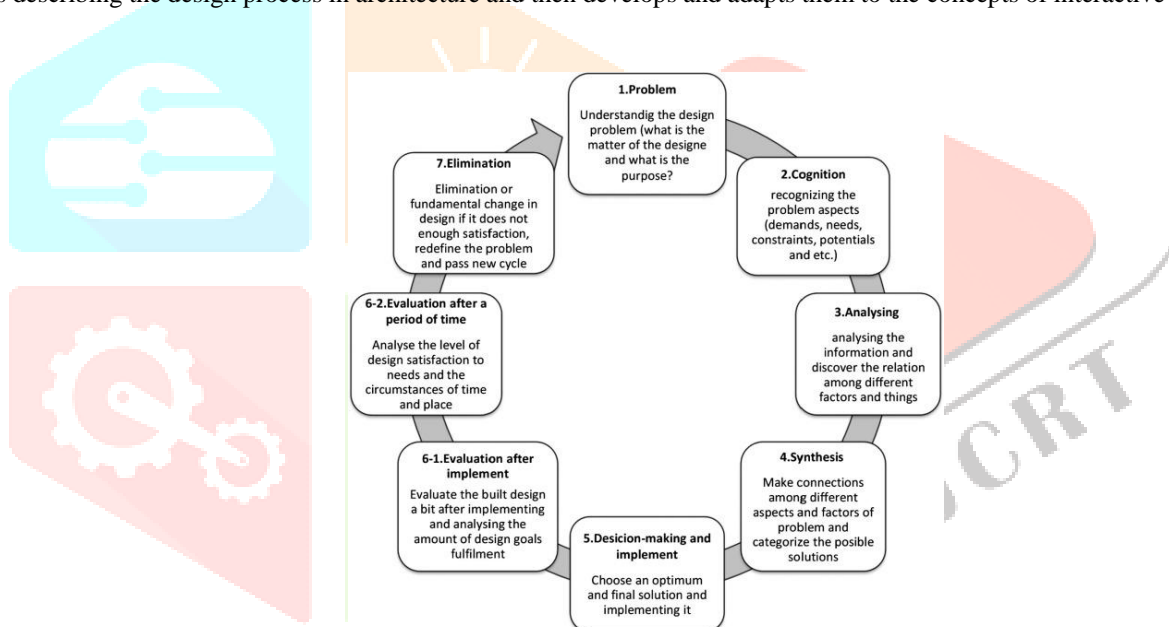 describing the design process in architecture and then develops and adapts them to the concepts of interactive
1.Problem
Understandig the design
problem (what is the
matter of the designe
and what is the
purpose?
2.Cognition
recognizing the
problem aspects
(demands, needs,
constraints, potentials
and etc.)
3.Analysing
analysing the
information and
discover the relation
among different
factors and things
4.Synthesis
Make connections
among different
aspects and factors of
problem and
categorize the posible
solutions
5.Desicion-making and
implement
Choose an optimum
and final solution and
implementing it
6-1.Evaluation after
implement
Evaluate the built design
a bit after implementing
and analysing the
amount of design goals
fulfilment
6-2.Evaluation after a
period of time
Analyse the level of
design satisfaction to
needs and the
circumstances of time
and place
7.Elimination
Elimination or
fundamental change in
design if it does not
enough satisfaction,
redefine the problem
and pass new cycle
CRT